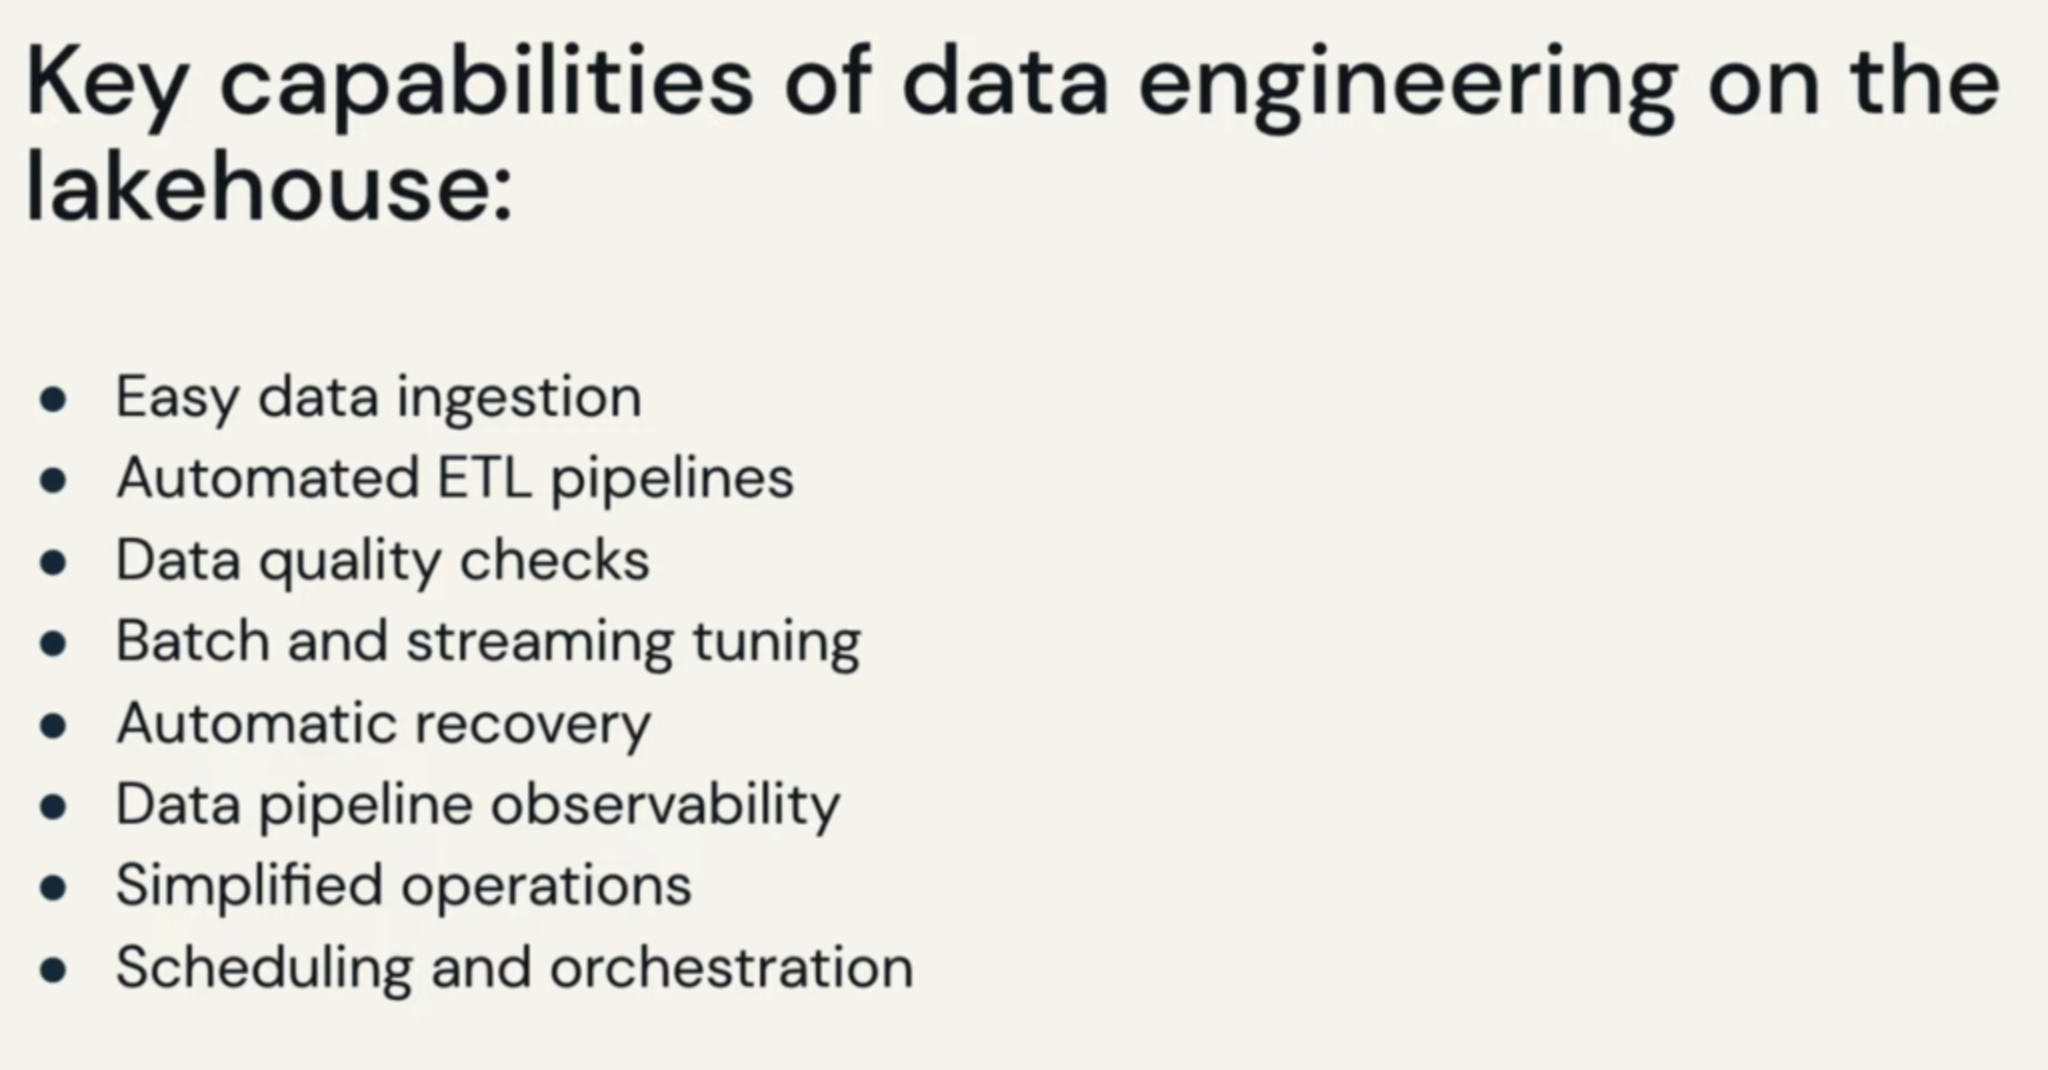 Key capabilities of data engineering on the
lakehouse:
● Easy data ingestion
● Automated ETL pipelines
● Data quality checks
● Batch and streaming tuning
● Automatic recovery
● Data pipeline observability
● Simplified operations
● Scheduling and orchestration